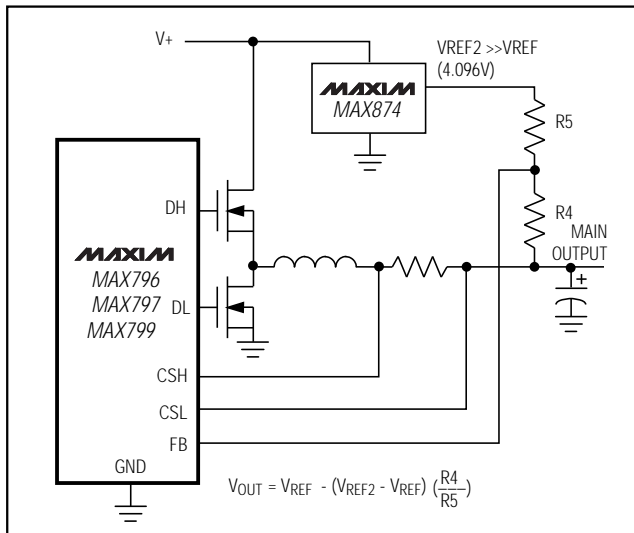 V+
VREF2 >>VREF
(4.096V)
MAXIM
MAX874
R5
R4
MAIN
OUTPUT
+
DH
MAXIM
MAX796
MAX797
MAX799
DL
CSH
CSL
FB
GND
VOUT = VREF - (VREF2 - VREF) (R4/R5)